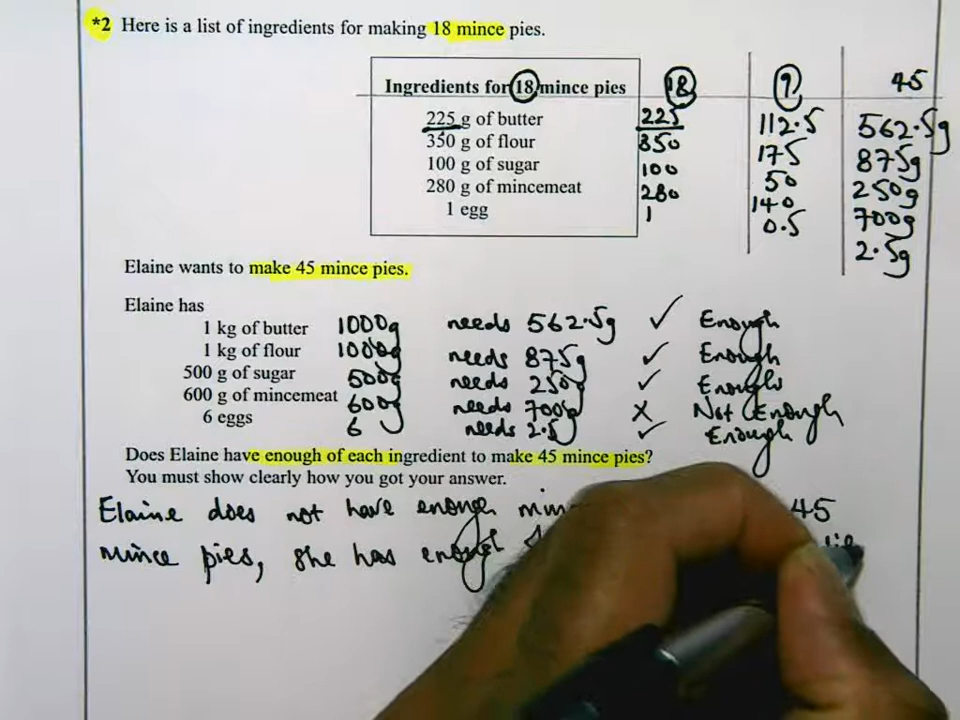 *2 Here is a list of ingredients for making 18 mince pies.
Ingredients for 18 mince pies 18 9 45
225 g of butter 225 112.5 562.5g
350 g of flour 350 175 875g
100 g of sugar 100 50 250g
280 g of mincemeat 280 140 700g
1 egg 1 0.5 2.5g
Elaine wants to make 45 mince pies.
Elaine has
1 kg of butter 1000g needs 562.5g ✓ Enough
1 kg of flour 1000g needs 875g ✓ Enough
500 g of sugar 500g needs 250g ✓ Enough
600 g of mincemeat 600g needs 700g X Not Enough
6 eggs 6 needs 2.5 ✓ Enough
Does Elaine have enough of each ingredient to make 45 mince pies?
You must show clearly how you got your answer.
Elaine does not have enough 45
mince pies, she has enough